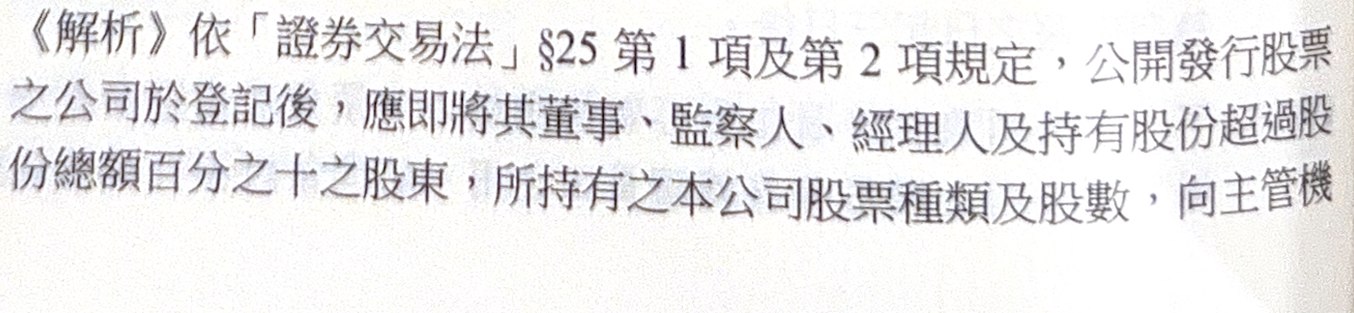 《解析》依「證券交易法」§25 第 1 項及第 2 項規定，公開發行股票
之公司於登記後，應即將其董事、監察人、經理人及持有股份超過股
份總額百分之十之股東，所持有之本公司股票種類及股數，向主管機